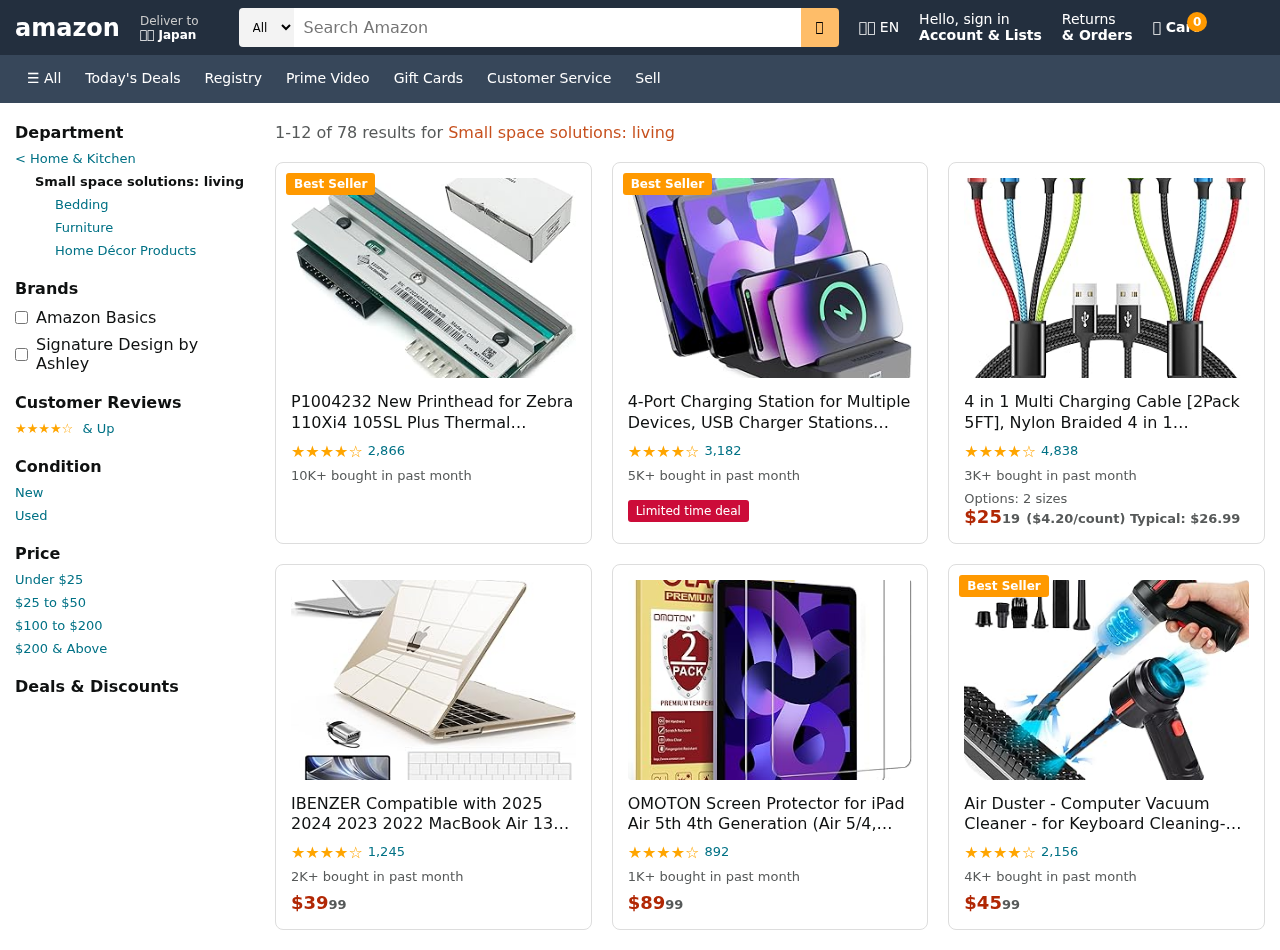 amazon
Deliver to
Japan
All
Search Amazon
EN
Hello, sign in
Account & Lists
Returns
& Orders
0
☰ All
Today's Deals
Registry
Prime Video
Gift Cards
Customer Service
Sell
Department
< Home & Kitchen
Small space solutions: living
Bedding
Furniture
Home Décor Products
Brands
Amazon Basics
Signature Design by
Ashley
Customer Reviews
★★★★☆ & Up
Condition
New
Used
Price
Under $25
$25 to $50
$100 to $200
$200 & Above
Deals & Discounts
1-12 of 78 results for Small space solutions: living
Best Seller
P1004232 New Printhead for Zebra
110Xi4 105SL Plus Thermal…
★★★★☆ 2,866
10K+ bought in past month
Best Seller
4-Port Charging Station for Multiple
Devices, USB Charger Stations…
★★★★☆ 3,182
5K+ bought in past month
Limited time deal
4 in 1 Multi Charging Cable [2Pack
5FT], Nylon Braided 4 in 1…
★★★★☆ 4,838
3K+ bought in past month
Options: 2 sizes
$2519 ($4.20/count) Typical: $26.99
IBENZER Compatible with 2025
2024 2023 2022 MacBook Air 13…
★★★★☆ 1,245
2K+ bought in past month
$3999
OMOTON
2
PACK
PREMIUM TEMPER
OMOTON Screen Protector for iPad
Air 5th 4th Generation (Air 5/4,…
★★★★☆ 892
1K+ bought in past month
$8999
Best Seller
Air Duster - Computer Vacuum
Cleaner - for Keyboard Cleaning-…
★★★★☆ 2,156
4K+ bought in past month
$4599